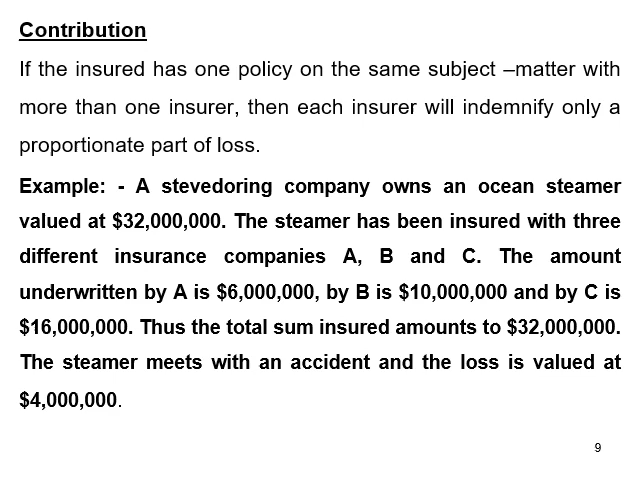 Contribution
If the insured has one policy on the same subject –matter with
more than one insurer, then each insurer will indemnify only a
proportionate part of loss.
Example: - A stevedoring company owns an ocean steamer
valued at $32,000,000. The steamer has been insured with three
different insurance companies A, B and C. The amount
underwritten by A is $6,000,000, by B is $10,000,000 and by C is
$16,000,000. Thus the total sum insured amounts to $32,000,000.
The steamer meets with an accident and the loss is valued at
$4,000,000.
9